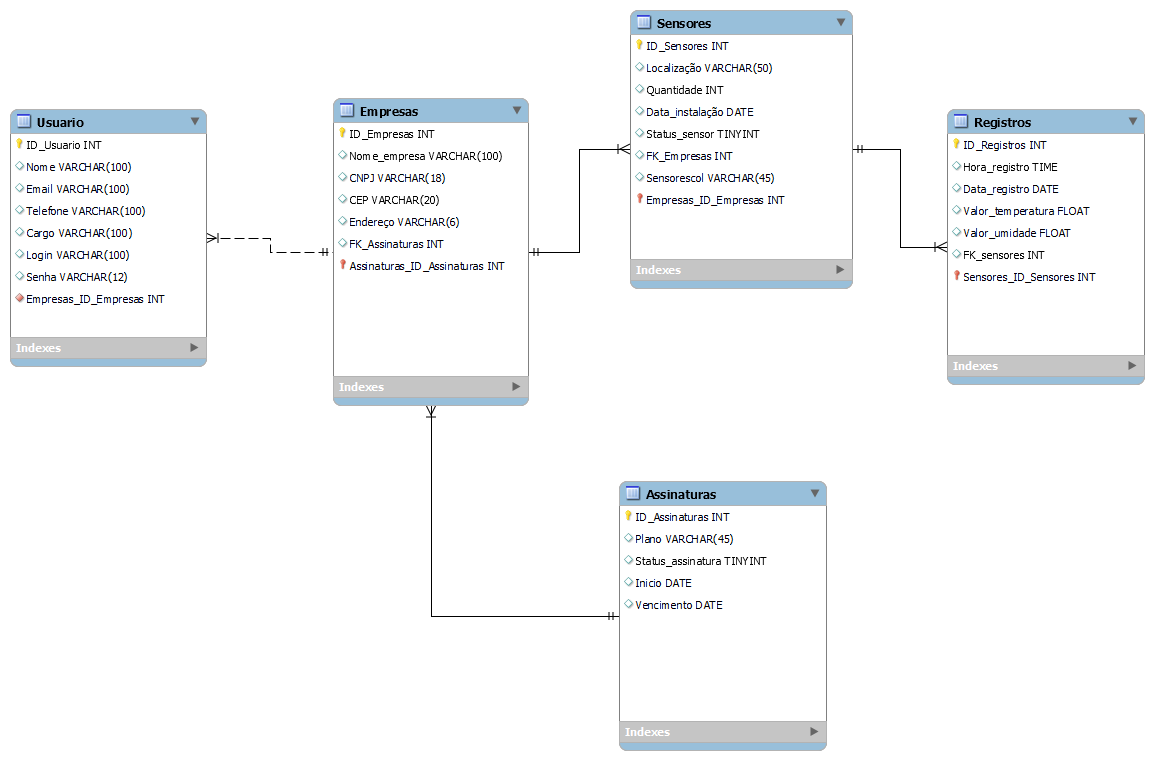 Usuario
ID_Usuario INT
Nome VARCHAR(100)
Email VARCHAR(100)
Telefone VARCHAR(100)
Cargo VARCHAR(100)
Login VARCHAR(100)
Senha VARCHAR(12)
Empresas_ID_Empresas INT
Indexes
Empresas
ID_Empresas INT
Nome_empresa VARCHAR(100)
CNPJ VARCHAR(18)
CEP VARCHAR(20)
Endereço VARCHAR(6)
FK_Assinaturas INT
Assinaturas_ID_Assinaturas INT
Indexes
Sensores
ID_Sensores INT
Localização VARCHAR(50)
Quantidade INT
Data_instalação DATE
Status_sensor TINYINT
FK_Empresas INT
Sensorescol VARCHAR(45)
Empresas_ID_Empresas INT
Indexes
Registros
ID_Registros INT
Hora_registro TIME
Data_registro DATE
Valor_temperatura FLOAT
Valor_umidade FLOAT
FK_sensores INT
Sensores_ID_Sensores INT
Indexes
Assinaturas
ID_Assinaturas INT
Plano VARCHAR(45)
Status_assinatura TINYINT
Inicio DATE
Vencimento DATE
Indexes